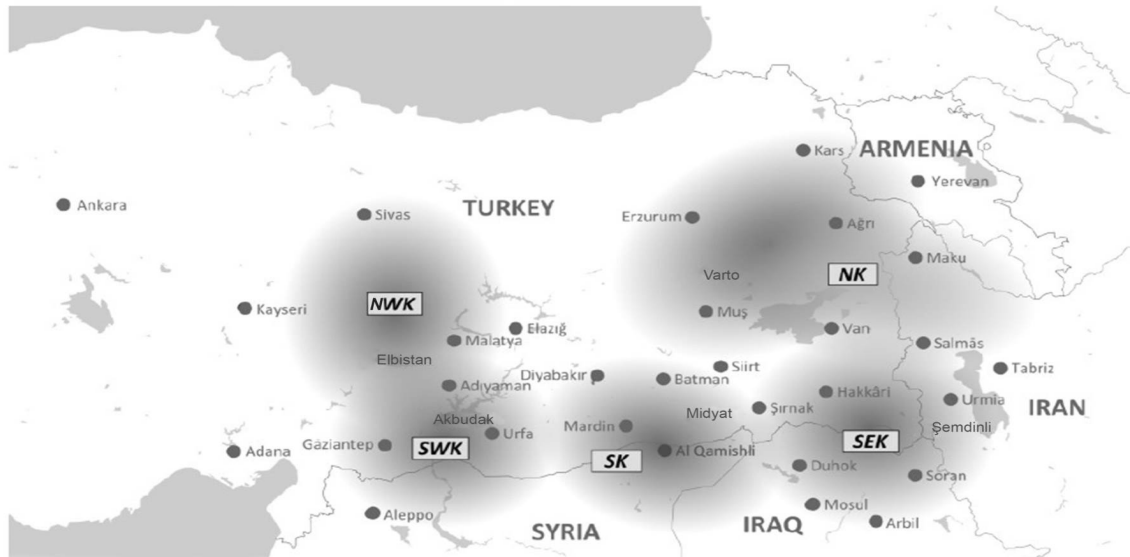 Kars
ARMENIA
Yerevan
Ankara
Sivas
TURKEY
Erzurum
Ağrı
Maku
Varto
NK
NWK
Kayseri
Muş
Van
Elazığ
Malatya
Salmās
Elbistan
Siirt
Tabriz
Diyabakır
Batman
Adıyaman
Hakkâri
Urmia
IRAN
Akbudak
Midyat
Şırnak
Mardin
Şemdinli
Urfa
Gaziantep
SWK
SEK
Adana
Al Qamishli
SK
Duhok
Soran
Aleppo
Mosul
SYRIA
IRAQ
Arbil